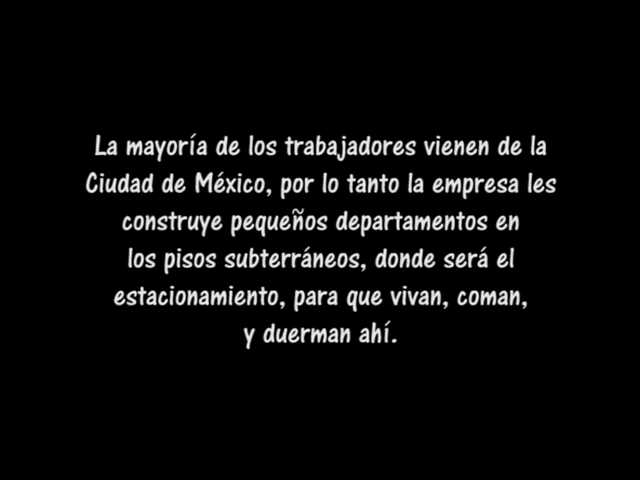 La mayoría de los trabajadores vienen de la
Ciudad de México, por lo tanto la empresa les
construye pequeños departamentos en
los pisos subterráneos, donde será el
estacionamiento, para que vivan, coman,
y duerman ahí.